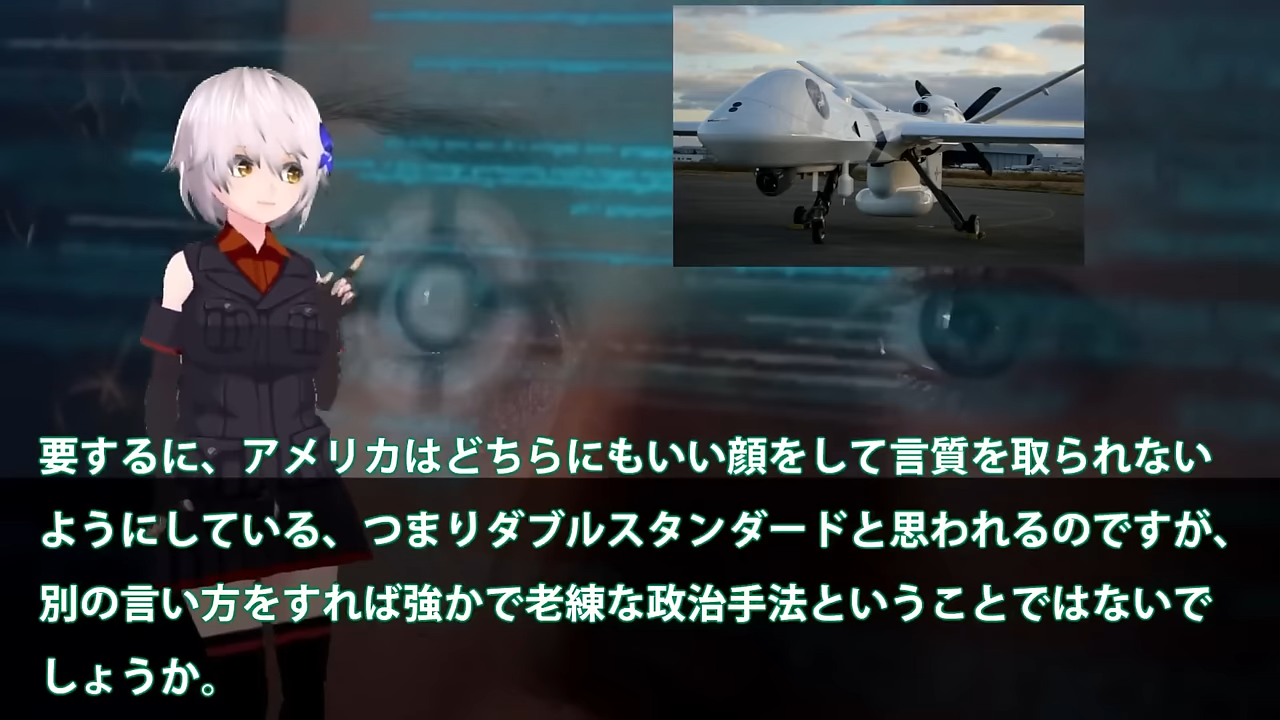 要するに、アメリカはどちらにもいい顔をして言質を取られない
ようにしている、つまりダブルスタンダードと思われるのですが、
別の言い方をすれば強かで老練な政治手法ということではないで
しょうか。